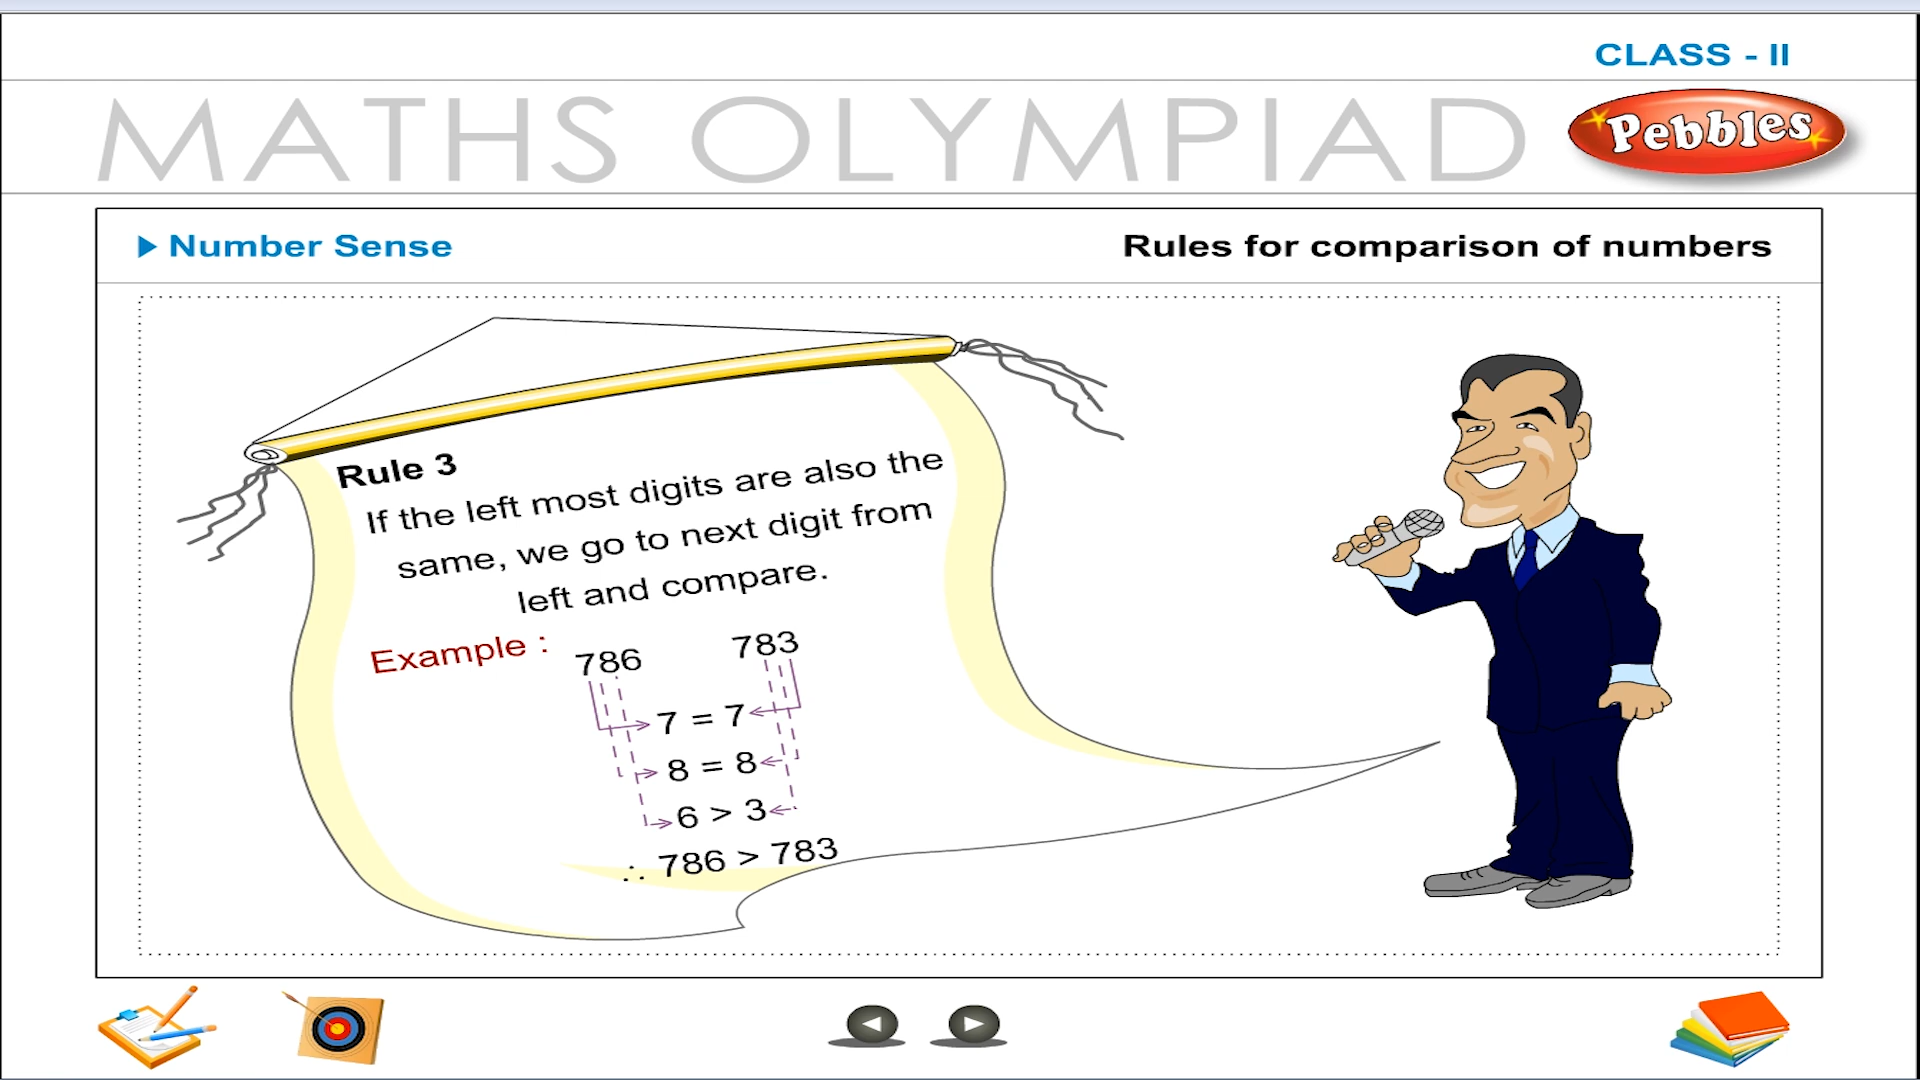 CLASS - II
MATHS OLYMPIAD
Pebbles
Number Sense
Rules for comparison of numbers
Rule 3
If the left most digits are also the
same, we go to next digit from
left and compare.
Example :
786 783
7 = 7
8 = 8
6 > 3
∴ 786 > 783